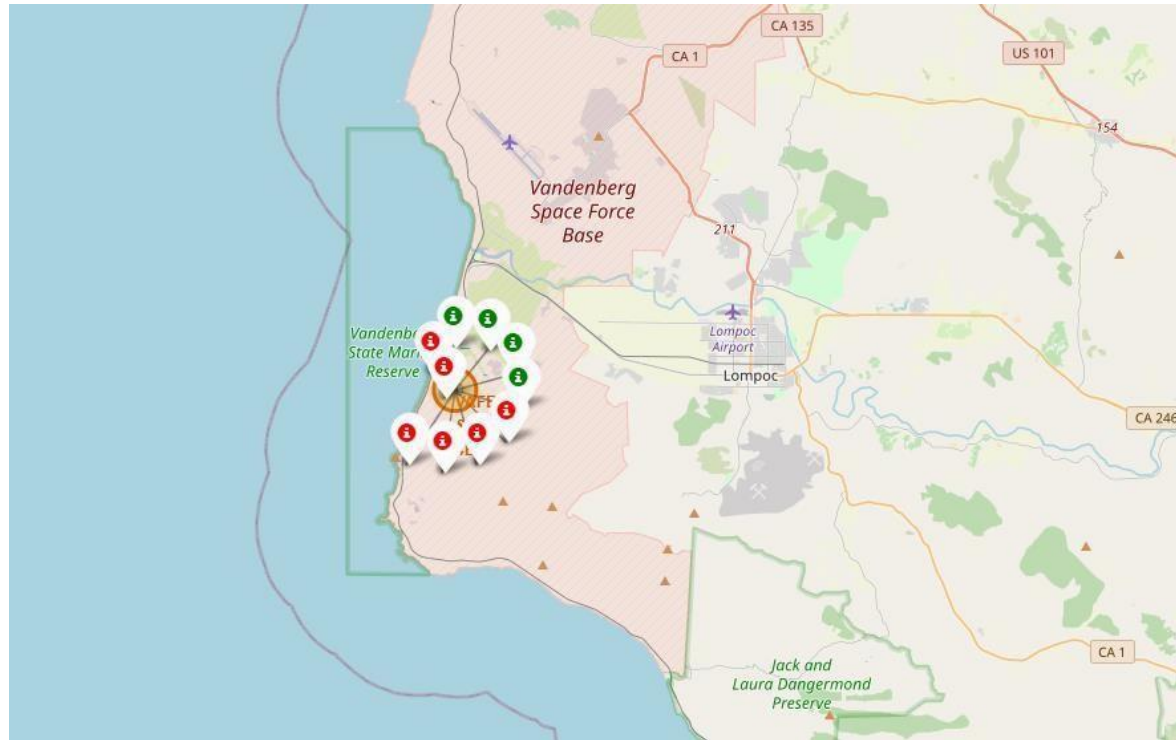 CA 135
CA 1
US 101
154
Vandenberg
Space Force
Base
211
Lompoc
Airport
Lompoc
State Mar
Reserve
CA 246
CA 1
Jack and
Laura Dangermond
Preserve